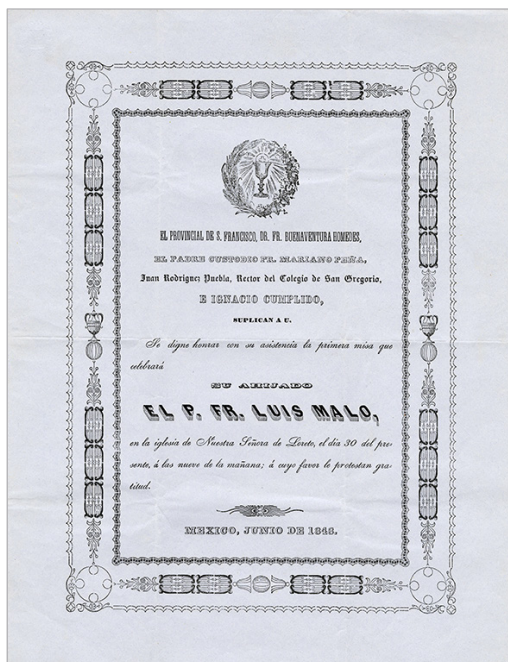 EL PROVINCIAL DE S. FRANCISCO, DR. FR. BUENAVENTURA HOMEDES,
EL PADRE CUSTODIO FR. MARIANO PEÑA,
Juan Rodriguez Puebla, Rector del Colegio de San Gregorio,
E IGNACIO CUMPLIDO,
SUPLICAN A U.
Se digne honrar con su asistencia la primera misa que
celebrará
SU AHIJADO
EL P. FR. LUIS MALO,
en la iglesia de Nuestra Señora de Loreto, el dia 30 del pre-
sente, á las nueve de la mañana; á cuyo favor le protestan gra-
titud.
MEXICO, JUNIO DE 1848.